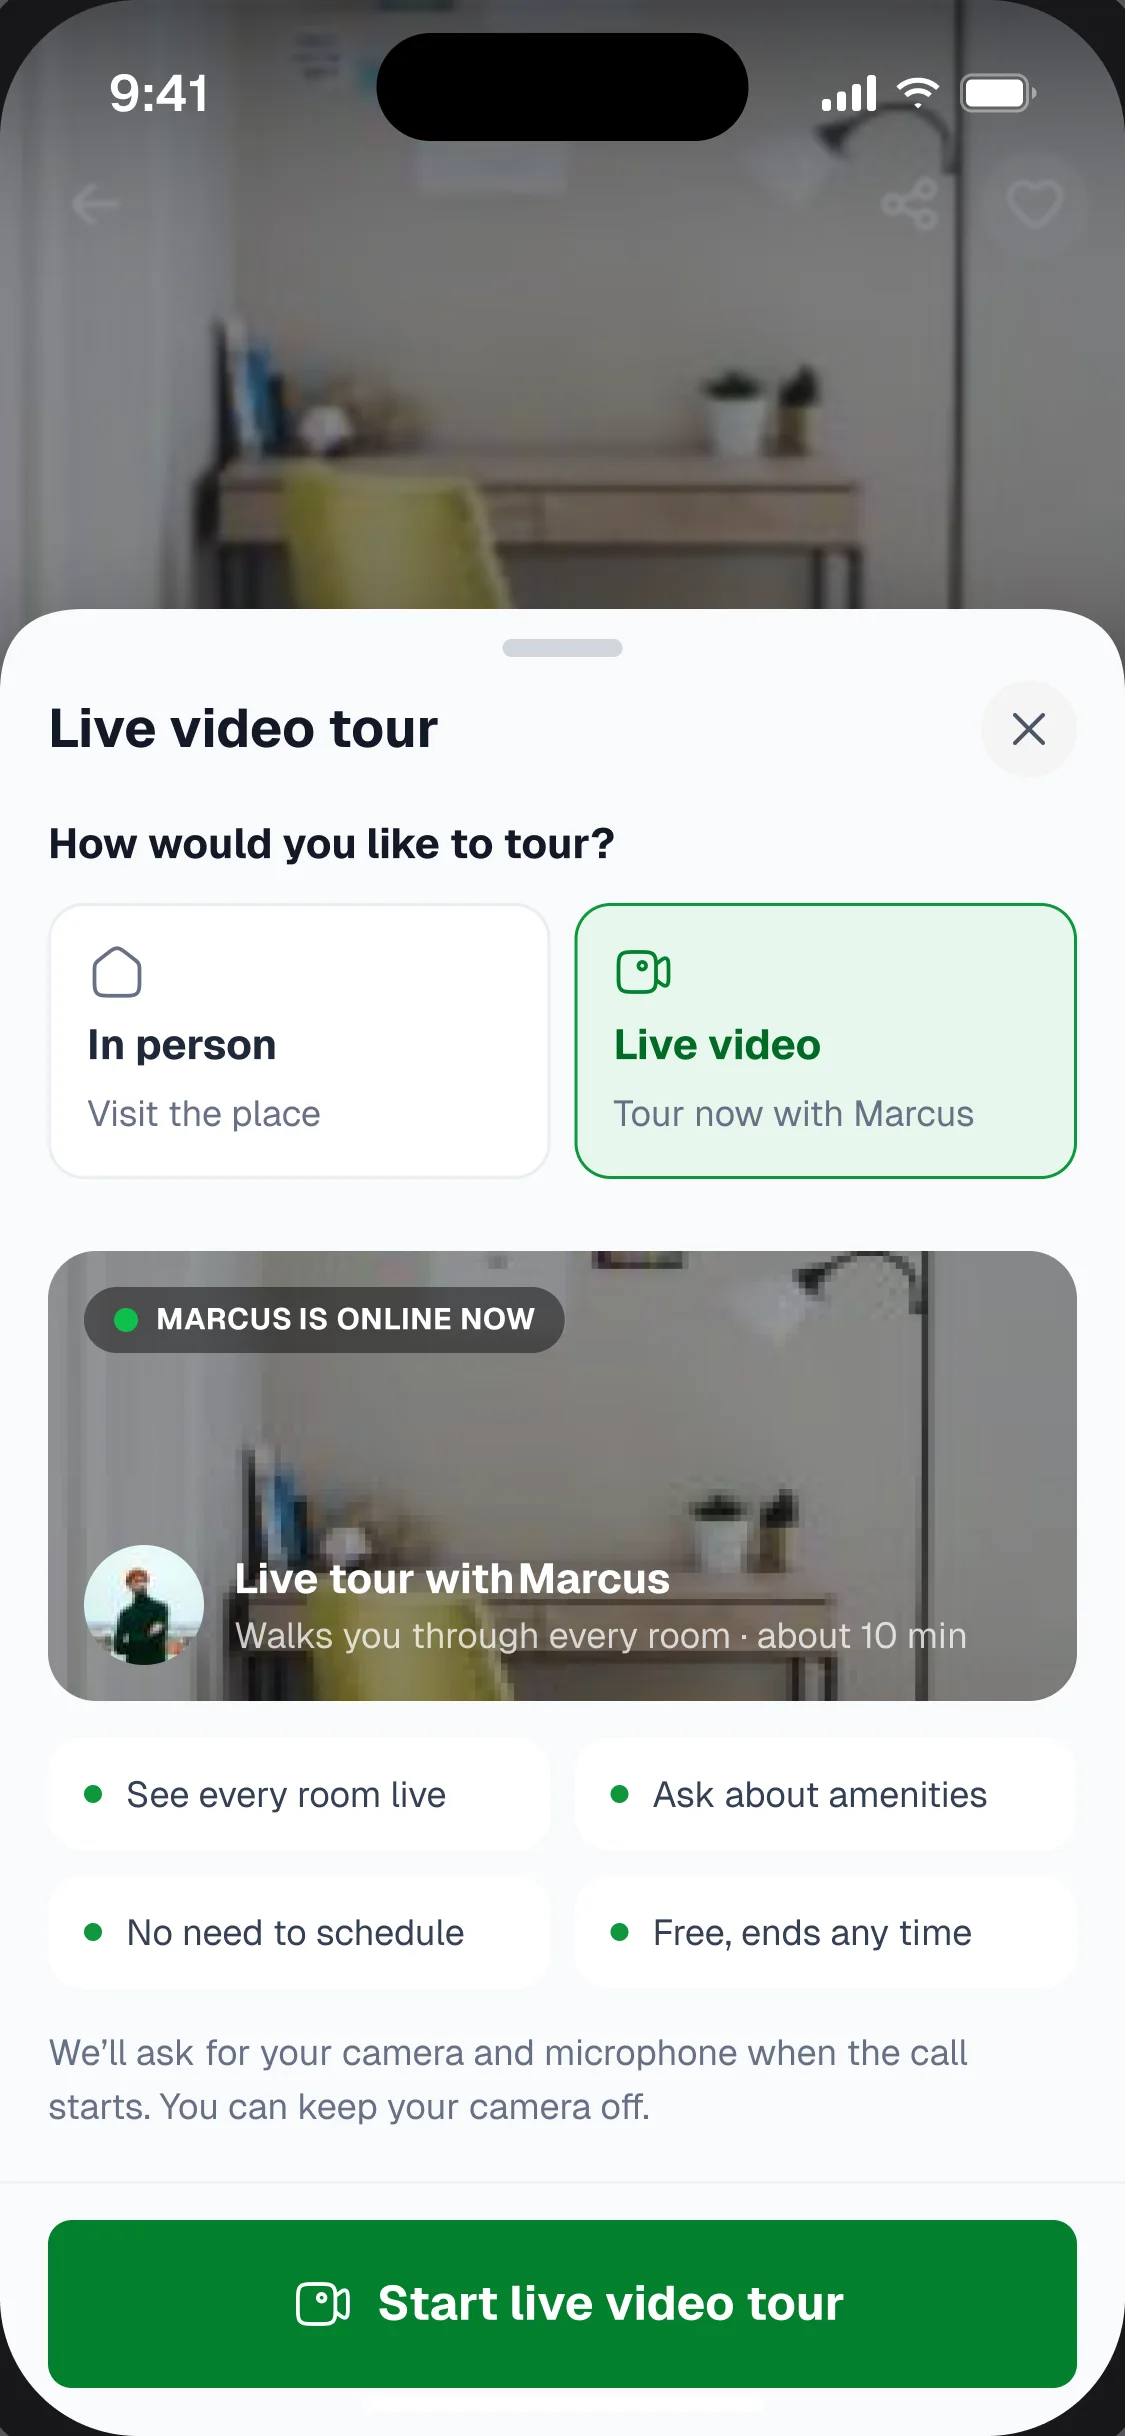 9:41
Live video tour
How would you like to tour?
In person
Visit the place
Live video
Tour now with Marcus
MARCUS IS ONLINE NOW
Live tour with Marcus
Walks you through every room · about 10 min
See every room live
Ask about amenities
No need to schedule
Free, ends any time
We’ll ask for your camera and microphone when the call
starts. You can keep your camera off.
Start live video tour